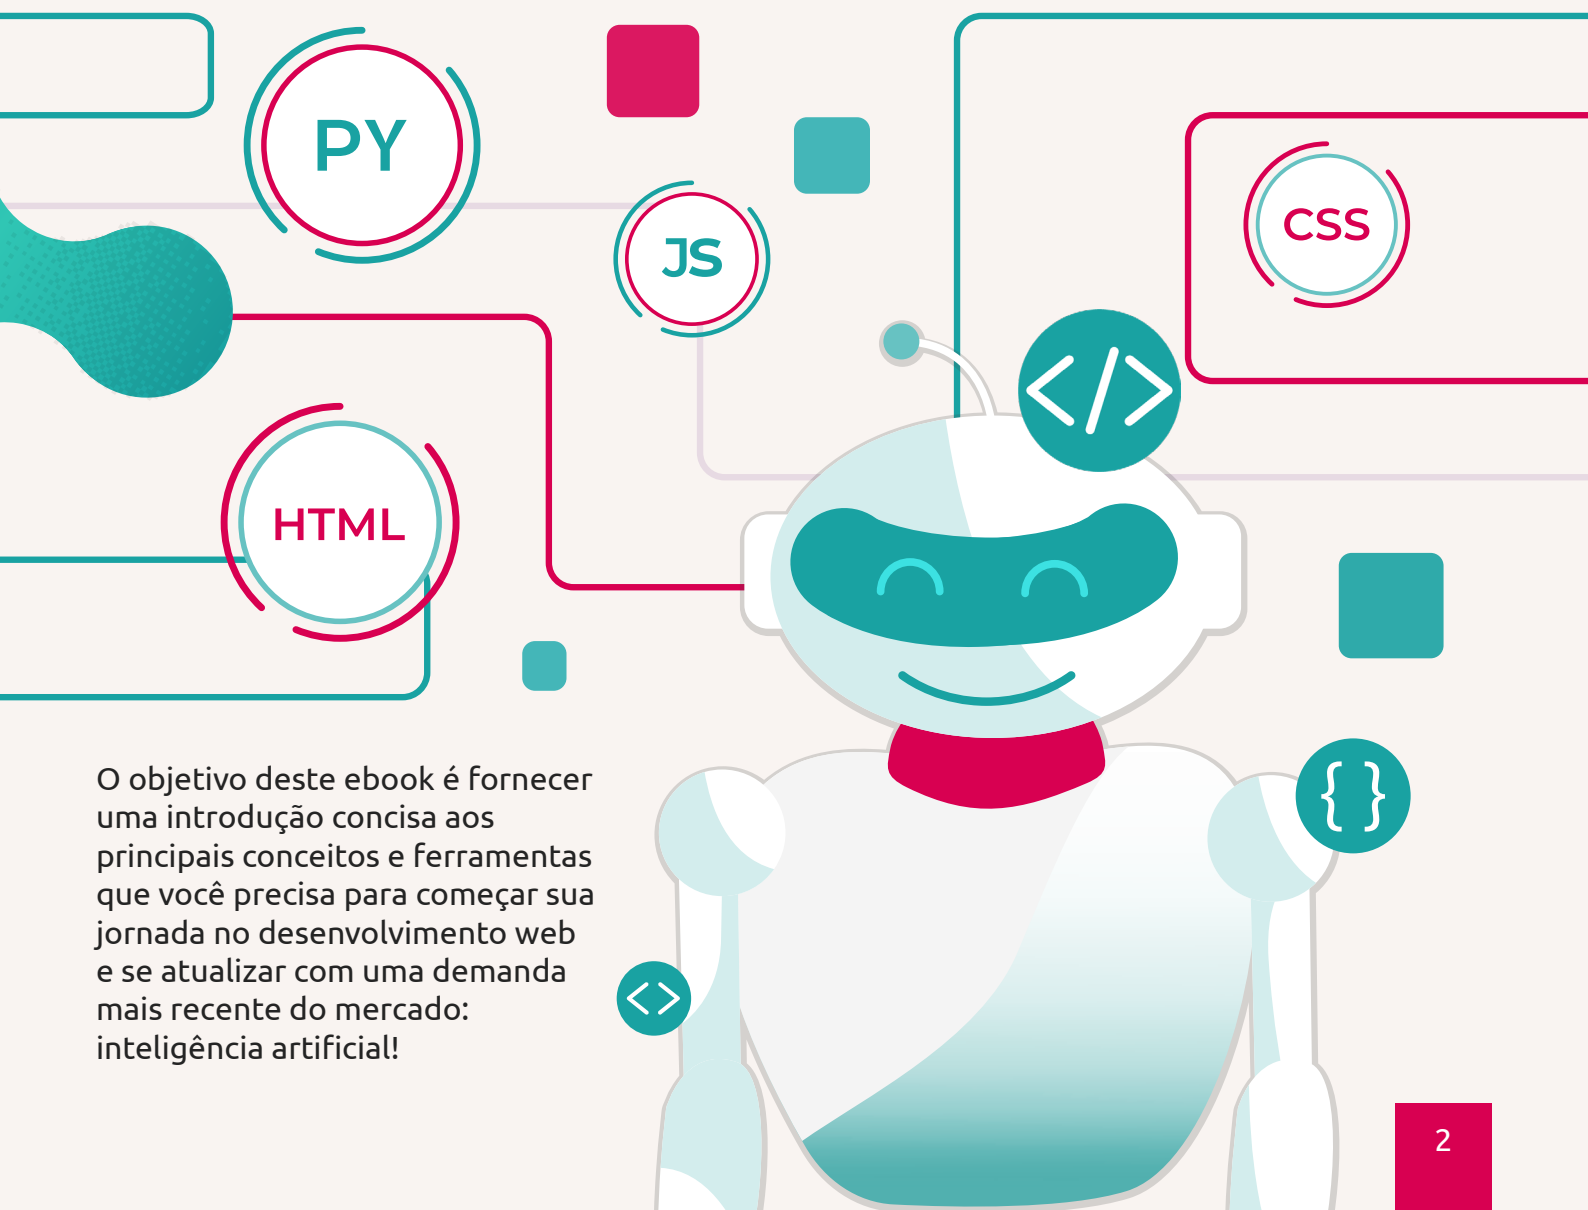 PY
JS
CSS
</>
HTML
{ }
O objetivo deste ebook é fornecer
uma introdução concisa aos
principais conceitos e ferramentas
que você precisa para começar sua
jornada no desenvolvimento web
e se atualizar com uma demanda
mais recente do mercado:
inteligência artificial!
<>
2